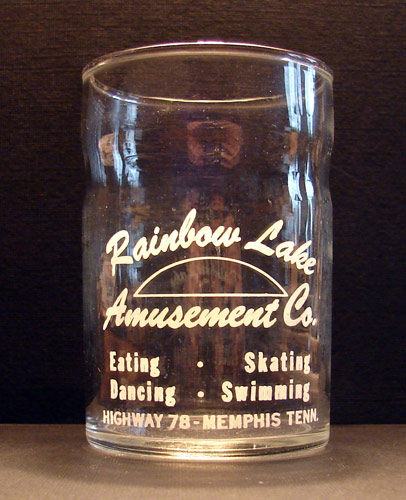 Rainbow Lake
Amusement Co.
Eating · Skating
Dancing · Swimming
HIGHWAY 78-MEMPHIS TENN.